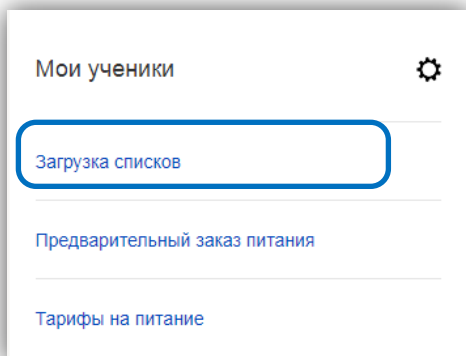 Мои ученики
Загрузка списков
Предварительный заказ питания
Тарифы на питание